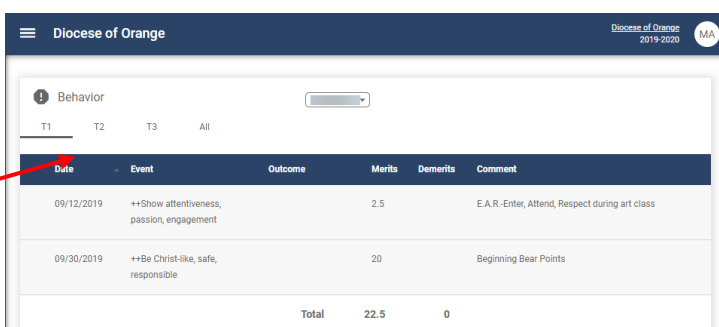 Diocese of Orange
Diocese of Orange
2019-2020
MA
Behavior
T1 T2 T3 All
Date Event Outcome Merits Demerits Comment
09/12/2019 ++Show attentiveness, 2.5 E.A.R.-Enter, Attend, Respect during art class
passion, engagement
09/30/2019 ++Be Christ-like, safe, 20 Beginning Bear Points
responsible
Total 22.5 0